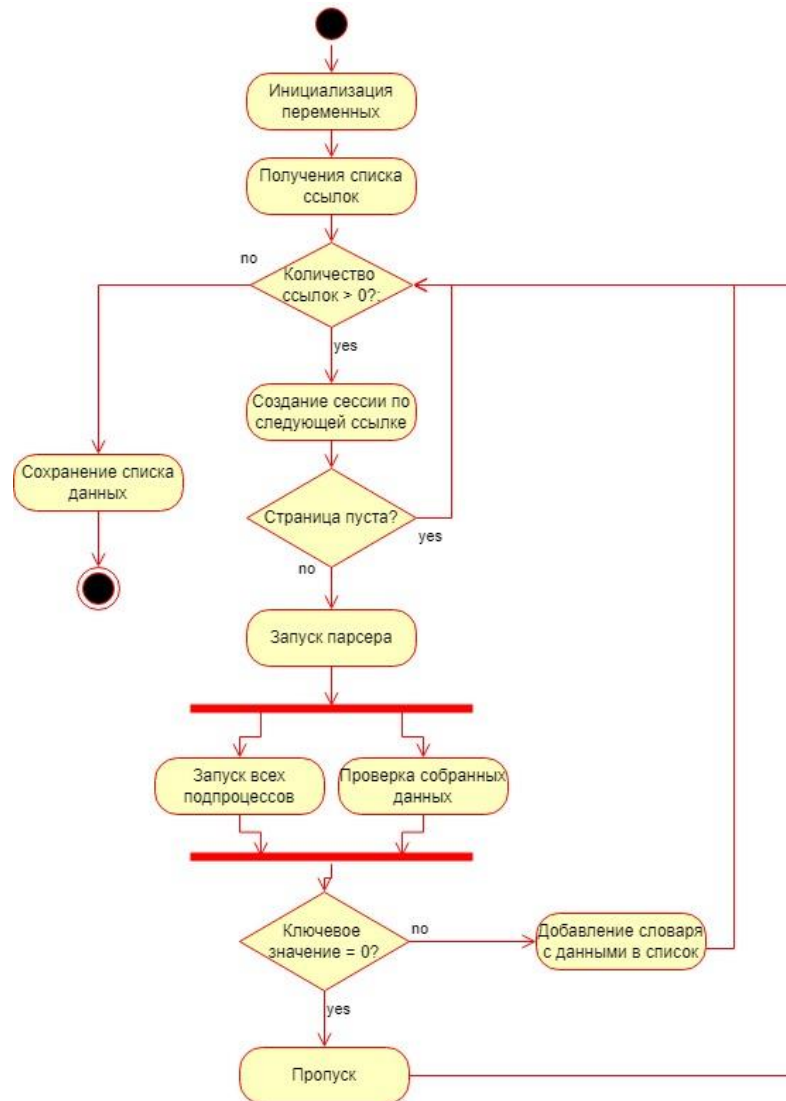 Инициализация
переменных
Получения списка
ссылок
no
Количество
ссылок > 0?;
yes
Создание сессии по
следующей ссылке
Сохранение списка
данных
Страница пуста?
yes
no
Запуск парсера
Запуск всех
подпроцессов
Проверка собранных
данных
Ключевое
значение = 0?
no
Добавление словаря
с данными в список
yes
Пропуск